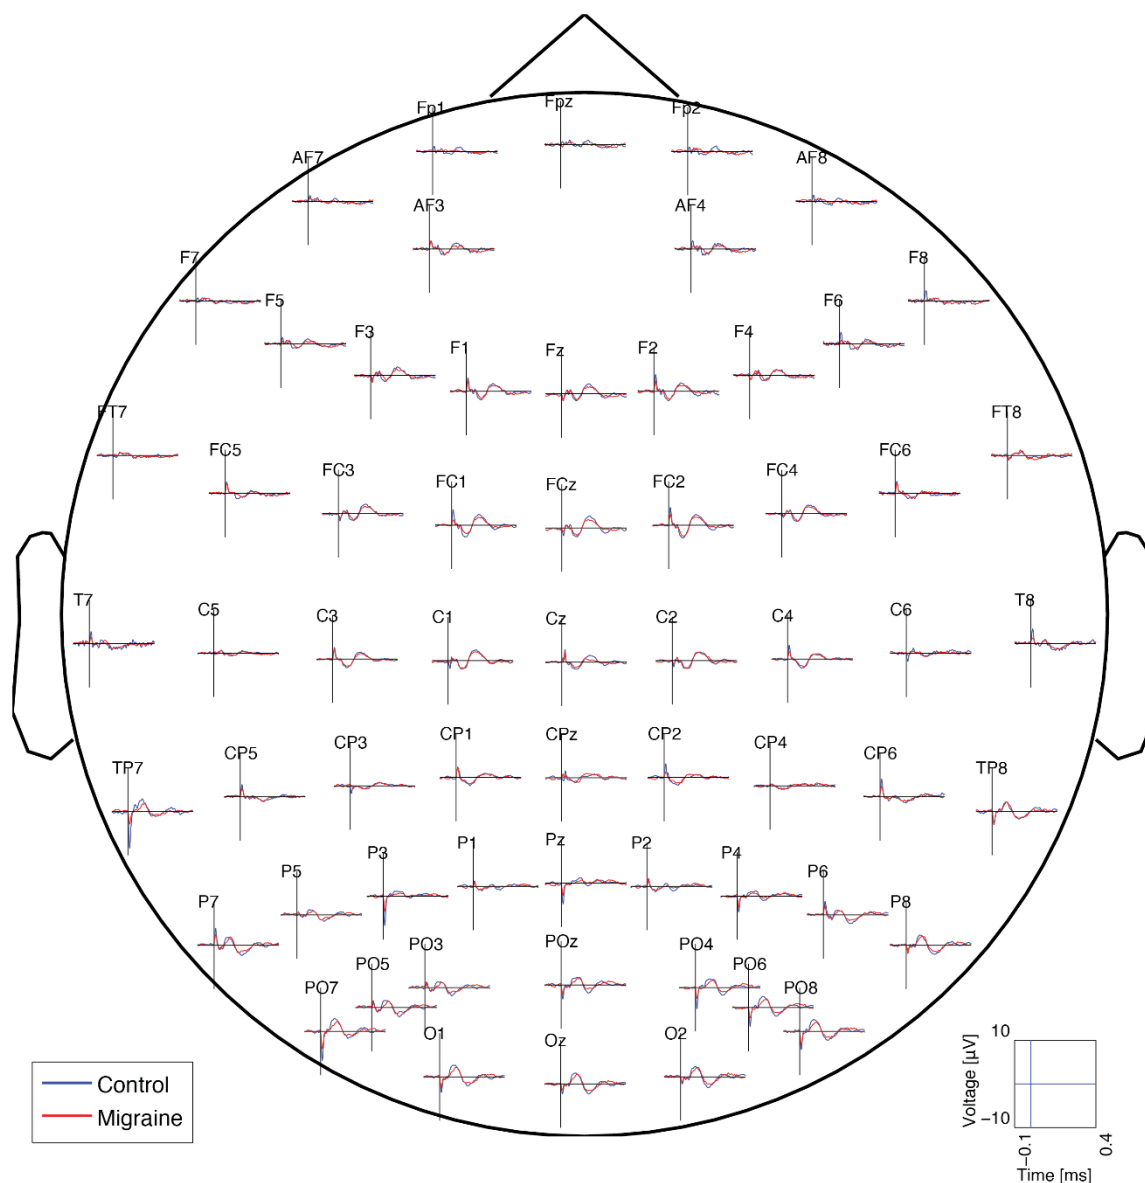 Fp1 Fpz Fp2
AF7 AF8
AF3 AF4
F7 F8
F5 F6
F3 F4
F1 Fz F2
FT7 FT8
FC5 FC6
FC3 FC4
FC1 FCz FC2
T7 T8
C5 C3 C1 Cz C2 C4 C6
CP1 CPz CP2
CP5 CP3 CP4 CP6
TP7 TP8
P1 Pz P2
P3 P4
P5 P6
P7 P8
PO3 POz PO4
PO5 PO6
PO7 PO8
O1 Oz O2
Control
Migraine
10
Voltage [µV]
−10
−0.1
0.4
Time [ms]